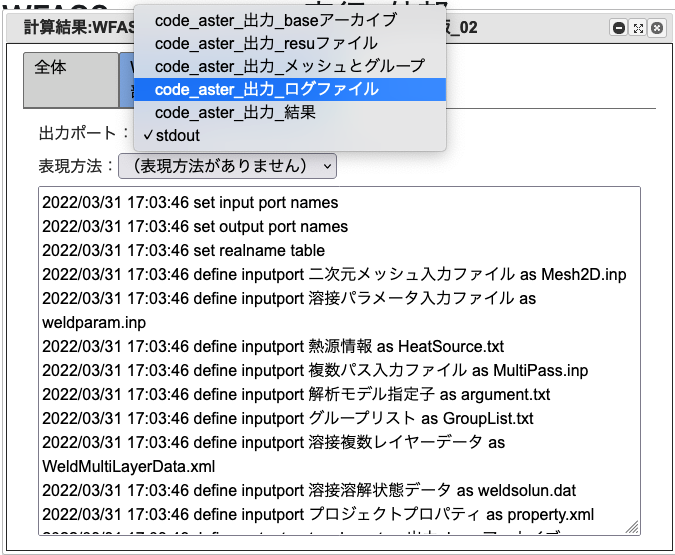 計算結果:WFAS
_02
code_aster_出力_baseアーカイブ
code_aster_出力_resuファイル
code_aster_出力_メッシュとグループ
code_aster_出力_ログファイル
code_aster_出力_結果
✓stdout
全体
出力ポート：
表現方法：（表現方法がありません）
2022/03/31 17:03:46 set input port names
2022/03/31 17:03:46 set output port names
2022/03/31 17:03:46 set realname table
2022/03/31 17:03:46 define inputport 二次元メッシュ入力ファイル as Mesh2D.inp
2022/03/31 17:03:46 define inputport 溶接パラメータ入力ファイル as
weldparam.inp
2022/03/31 17:03:46 define inputport 熱源情報 as HeatSource.txt
2022/03/31 17:03:46 define inputport 複数パス入力ファイル as MultiPass.inp
2022/03/31 17:03:46 define inputport 解析モデル指定子 as argument.txt
2022/03/31 17:03:46 define inputport グループリスト as GroupList.txt
2022/03/31 17:03:46 define inputport 溶接複数レイヤーデータ as
WeldMultiLayerData.xml
2022/03/31 17:03:46 define inputport 溶接溶解状態データ as weldsolun.dat
2022/03/31 17:03:46 define inputport プロジェクトプロパティ as property.xml